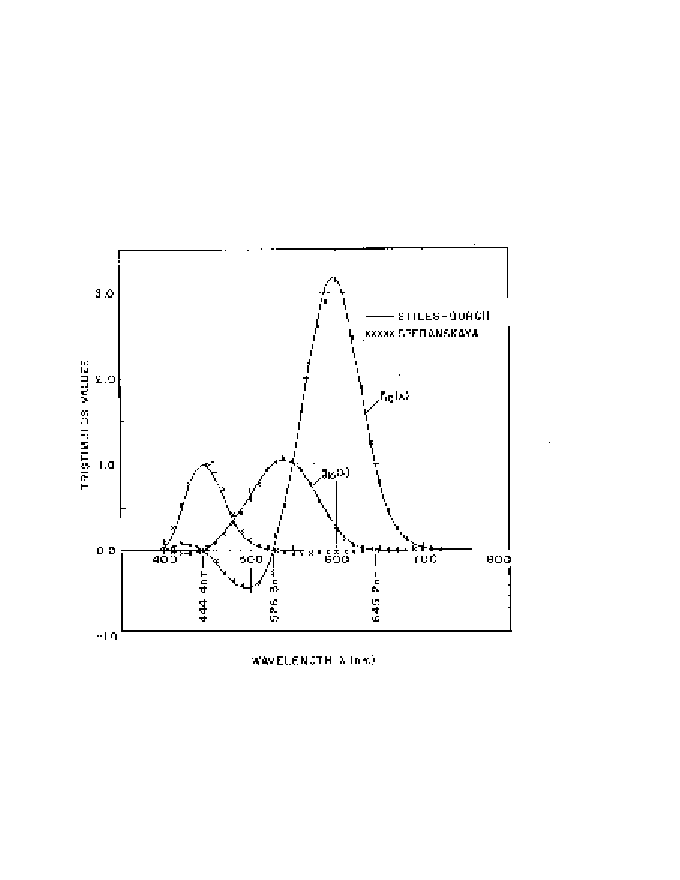 3.0
2.0
1.0
0.0
-1.0
TRISTIMULUS VALUES
STILES-BURCH
xxxxx SPERANSKAYA
400 500 600 700 800
444.4nm
526.3nm
645.2nm
WAVELENGTH λ (nm)